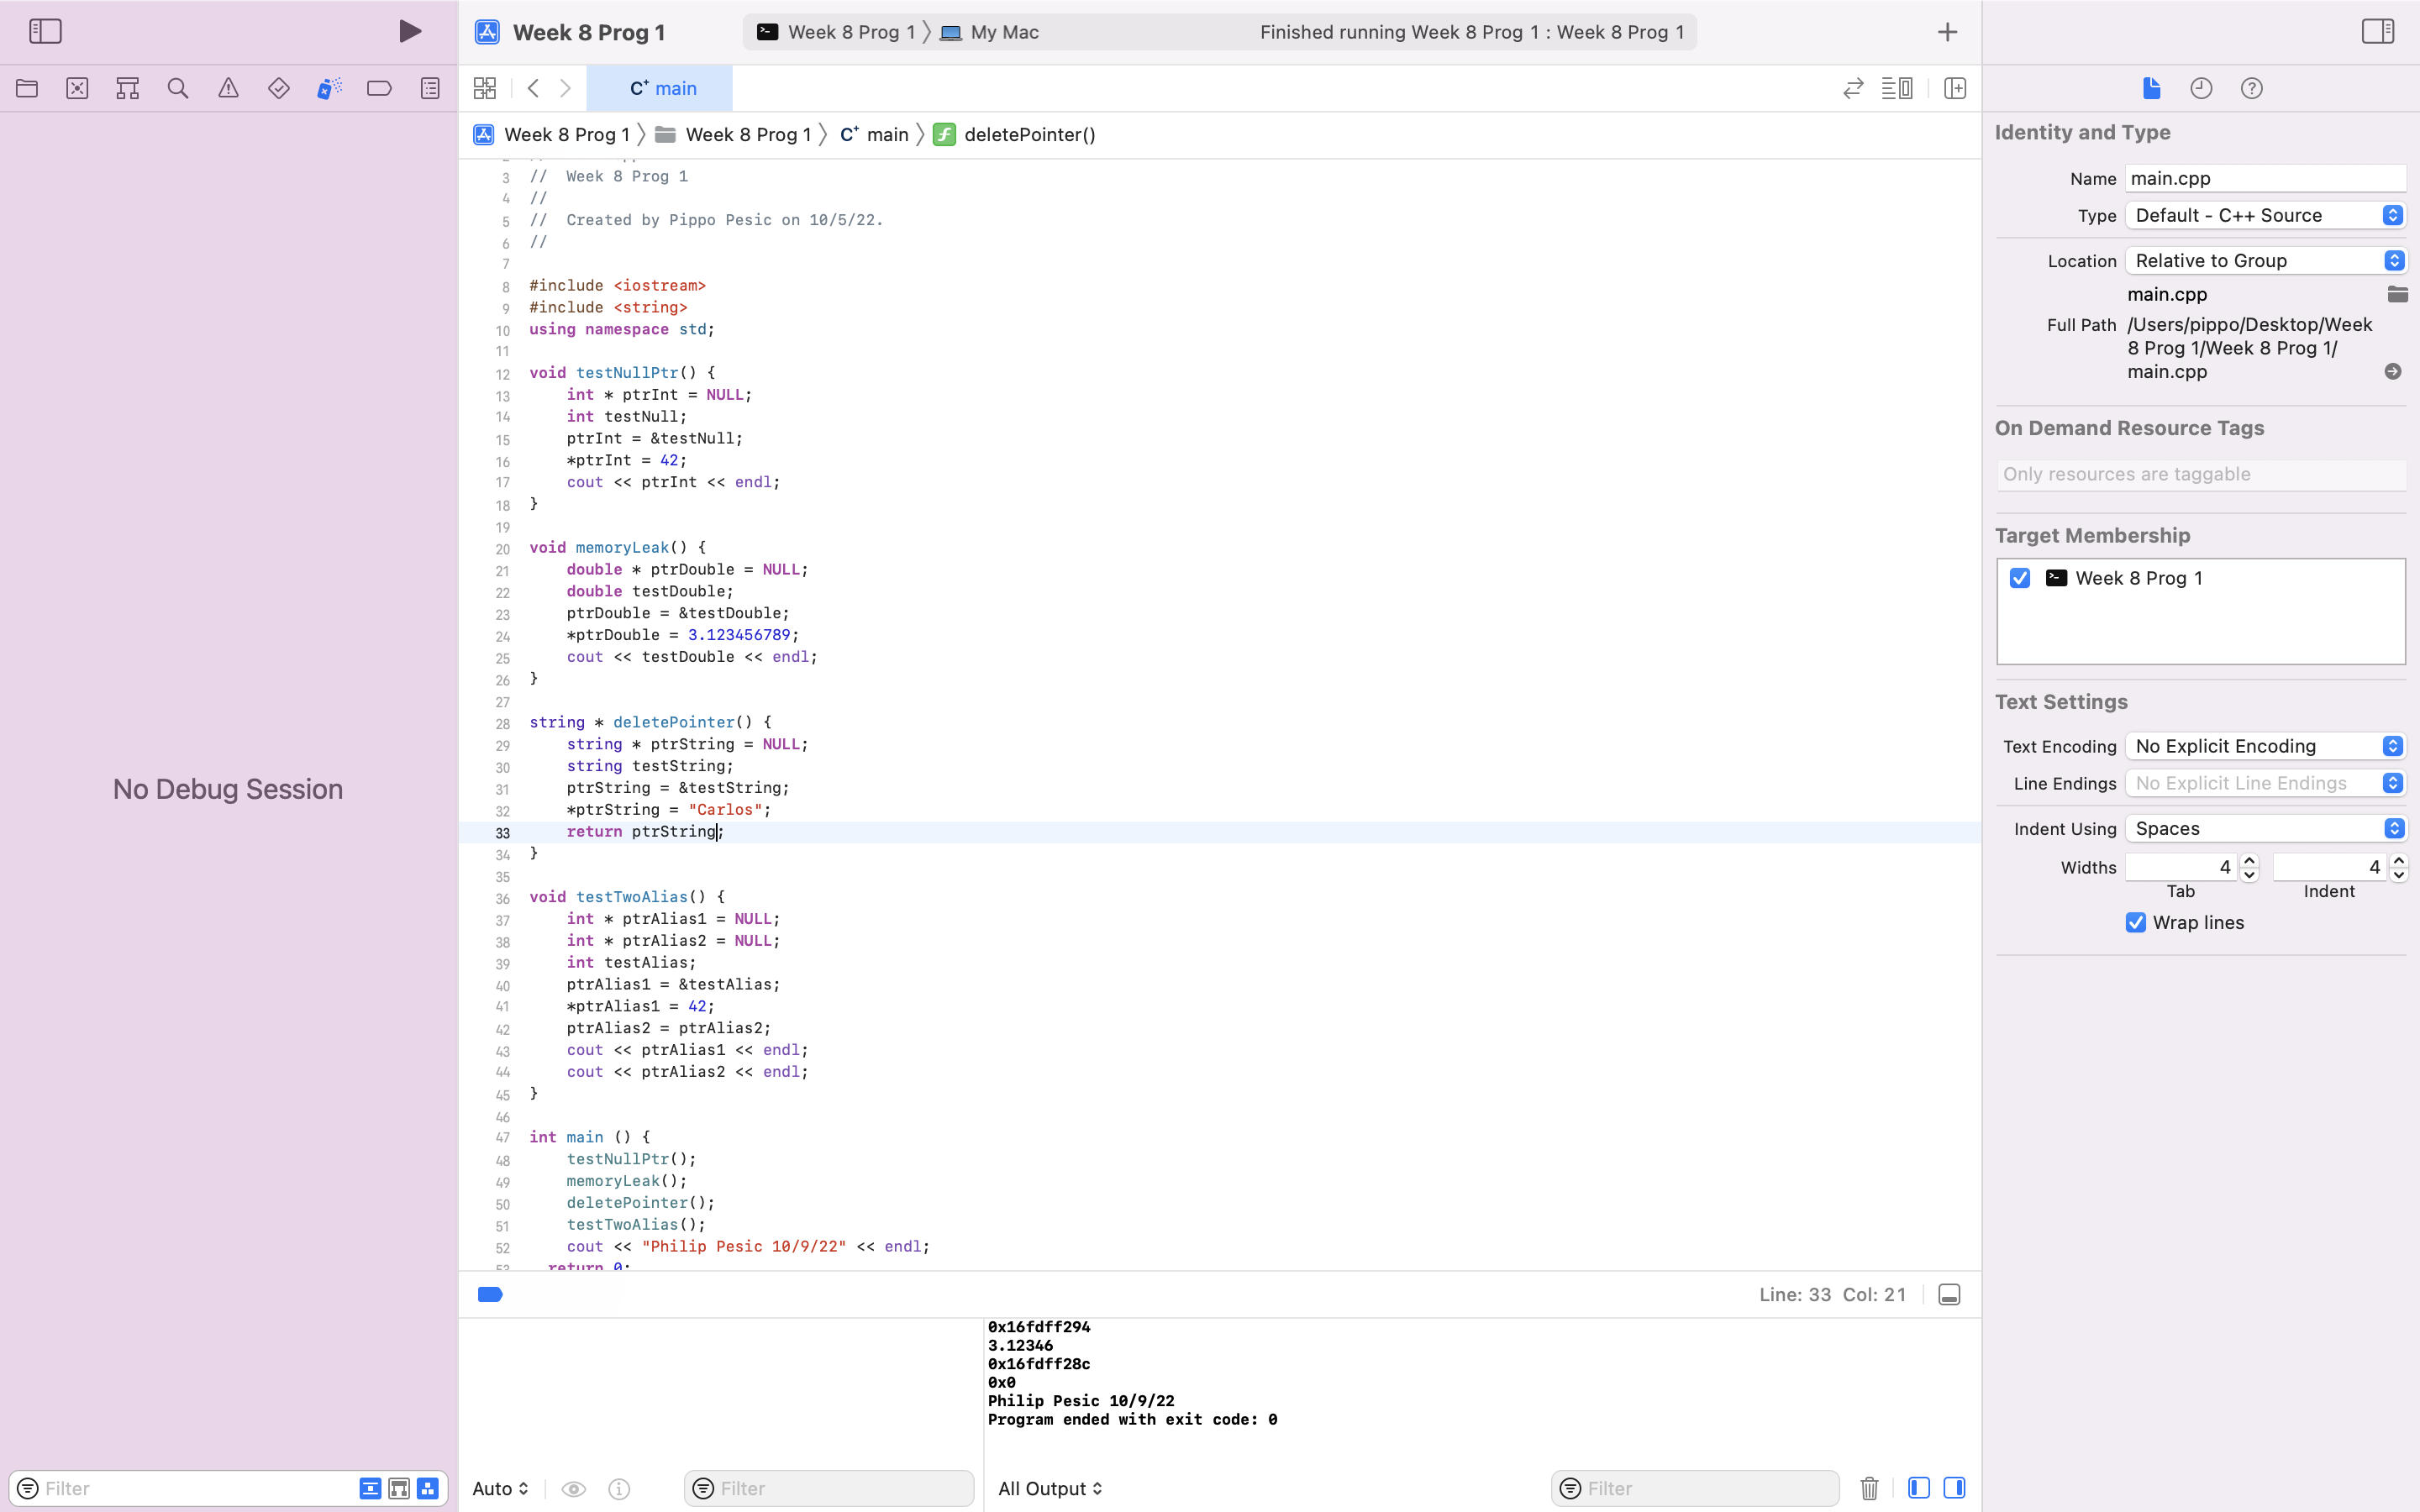 Week 8 Prog 1
Week 8 Prog 1 〉 My Mac
Finished running Week 8 Prog 1 : Week 8 Prog 1
C+ main
Week 8 Prog 1 〉 Week 8 Prog 1 〉 C+ main 〉 f deletePointer()
3 //  Week 8 Prog 1
4 //
5 //  Created by Pippo Pesic on 10/5/22.
6 //
7
8 #include <iostream>
9 #include <string>
10 using namespace std;
11
12 void testNullPtr() {
13     int * ptrInt = NULL;
14     int testNull;
15     ptrInt = &testNull;
16     *ptrInt = 42;
17     cout << ptrInt << endl;
18 }
19
20 void memoryLeak() {
21     double * ptrDouble = NULL;
22     double testDouble;
23     ptrDouble = &testDouble;
24     *ptrDouble = 3.123456789;
25     cout << testDouble << endl;
26 }
27
28 string * deletePointer() {
29     string * ptrString = NULL;
30     string testString;
31     ptrString = &testString;
32     *ptrString = "Carlos";
33     return ptrString;
34 }
35
36 void testTwoAlias() {
37     int * ptrAlias1 = NULL;
38     int * ptrAlias2 = NULL;
39     int testAlias;
40     ptrAlias1 = &testAlias;
41     *ptrAlias1 = 42;
42     ptrAlias2 = ptrAlias2;
43     cout << ptrAlias1 << endl;
44     cout << ptrAlias2 << endl;
45 }
46
47 int main () {
48     testNullPtr();
49     memoryLeak();
50     deletePointer();
51     testTwoAlias();
52     cout << "Philip Pesic 10/9/22" << endl;
53   return 0;
Line: 33  Col: 21
0x16fdff294
3.12346
0x16fdff28c
0x0
Philip Pesic 10/9/22
Program ended with exit code: 0
No Debug Session
Filter
Auto
Filter
All Output
Filter
Identity and Type
Name main.cpp
Type Default - C++ Source
Location Relative to Group
main.cpp
Full Path /Users/pippo/Desktop/Week
8 Prog 1/Week 8 Prog 1/
main.cpp
On Demand Resource Tags
Only resources are taggable
Target Membership
Week 8 Prog 1
Text Settings
Text Encoding No Explicit Encoding
Line Endings No Explicit Line Endings
Indent Using Spaces
Widths 4 4
Tab Indent
Wrap lines